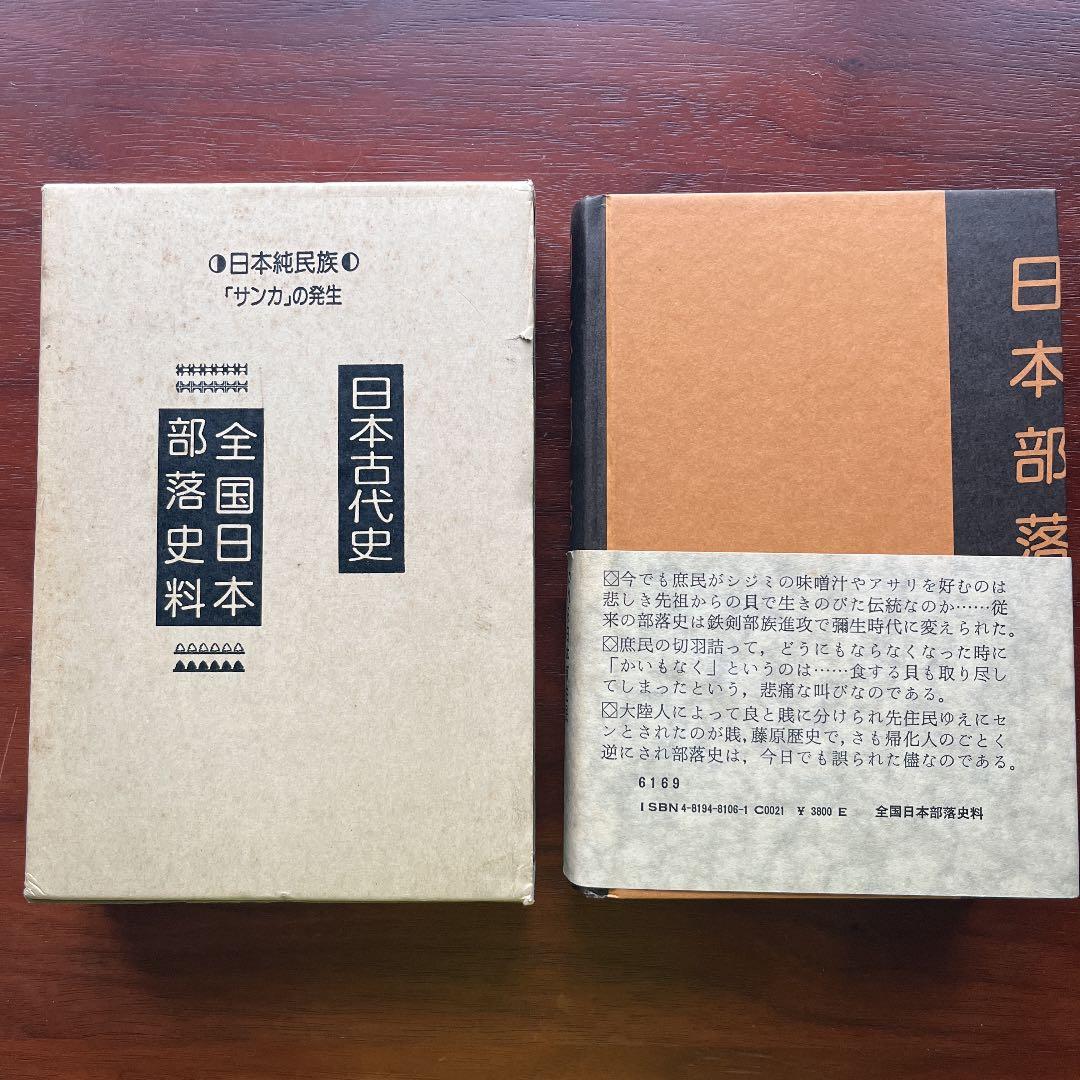 ◑日本純民族◐
「サンカ」の発生
日本古代史
全国日本
部落史料
日本部落
◇今でも庶民がシジミの味噌汁やアサリを好むのは
悲しき先祖からの貝で生きのびた伝統なのか……従
来の部落史は鉄剣部族進攻で彌生時代に変えられた。
◇庶民の切羽詰って，どうにもならなくなった時に
「かいもなく」というのは……食する貝も取り尽し
てしまったという，悲痛な叫びなのである。
◇大陸人によって良と賎に分けられ先住民ゆえにセ
ンとされたのが賎，藤原歴史で，さも帰化人のごとく
逆にされ部落史は，今日でも誤られた儘なのである。
6169
ISBN4-8194-8106-1 C0021 ￥3800E 全国日本部落史料